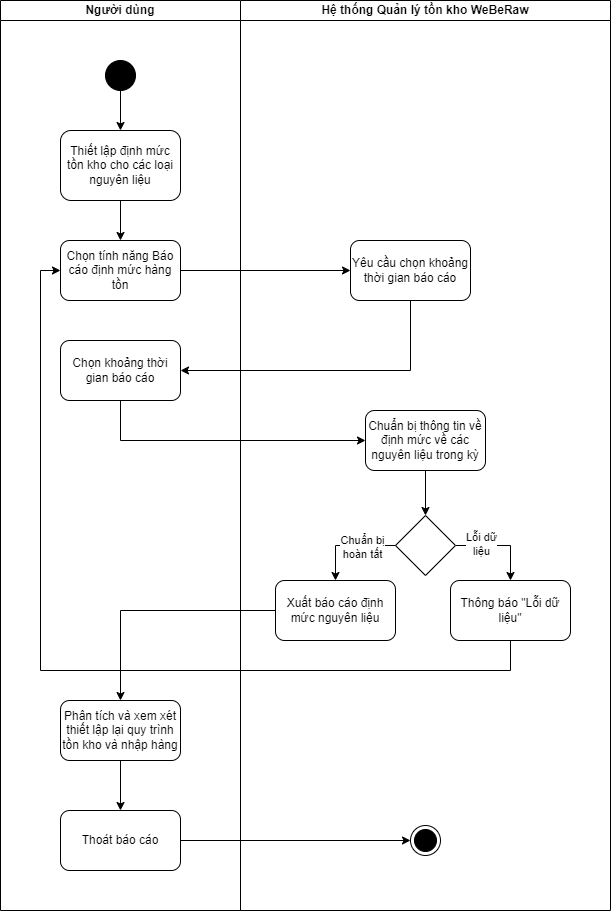 Người dùng
Hệ thống Quản lý tồn kho WeBeRaw
Thiết lập định mức
tồn kho cho các loại
nguyên liệu
Chọn tính năng Báo
cáo định mức hàng
tồn
Yêu cầu chọn khoảng
thời gian báo cáo
Chọn khoảng thời
gian báo cáo
Chuẩn bị thông tin về
định mức về các
nguyên liệu trong kỳ
Chuẩn bị
hoàn tất
Lỗi dữ
liệu
Xuất báo cáo định
mức nguyên liệu
Thông báo "Lỗi dữ
liệu"
Phân tích và xem xét
thiết lập lại quy trình
tồn kho và nhập hàng
Thoát báo cáo